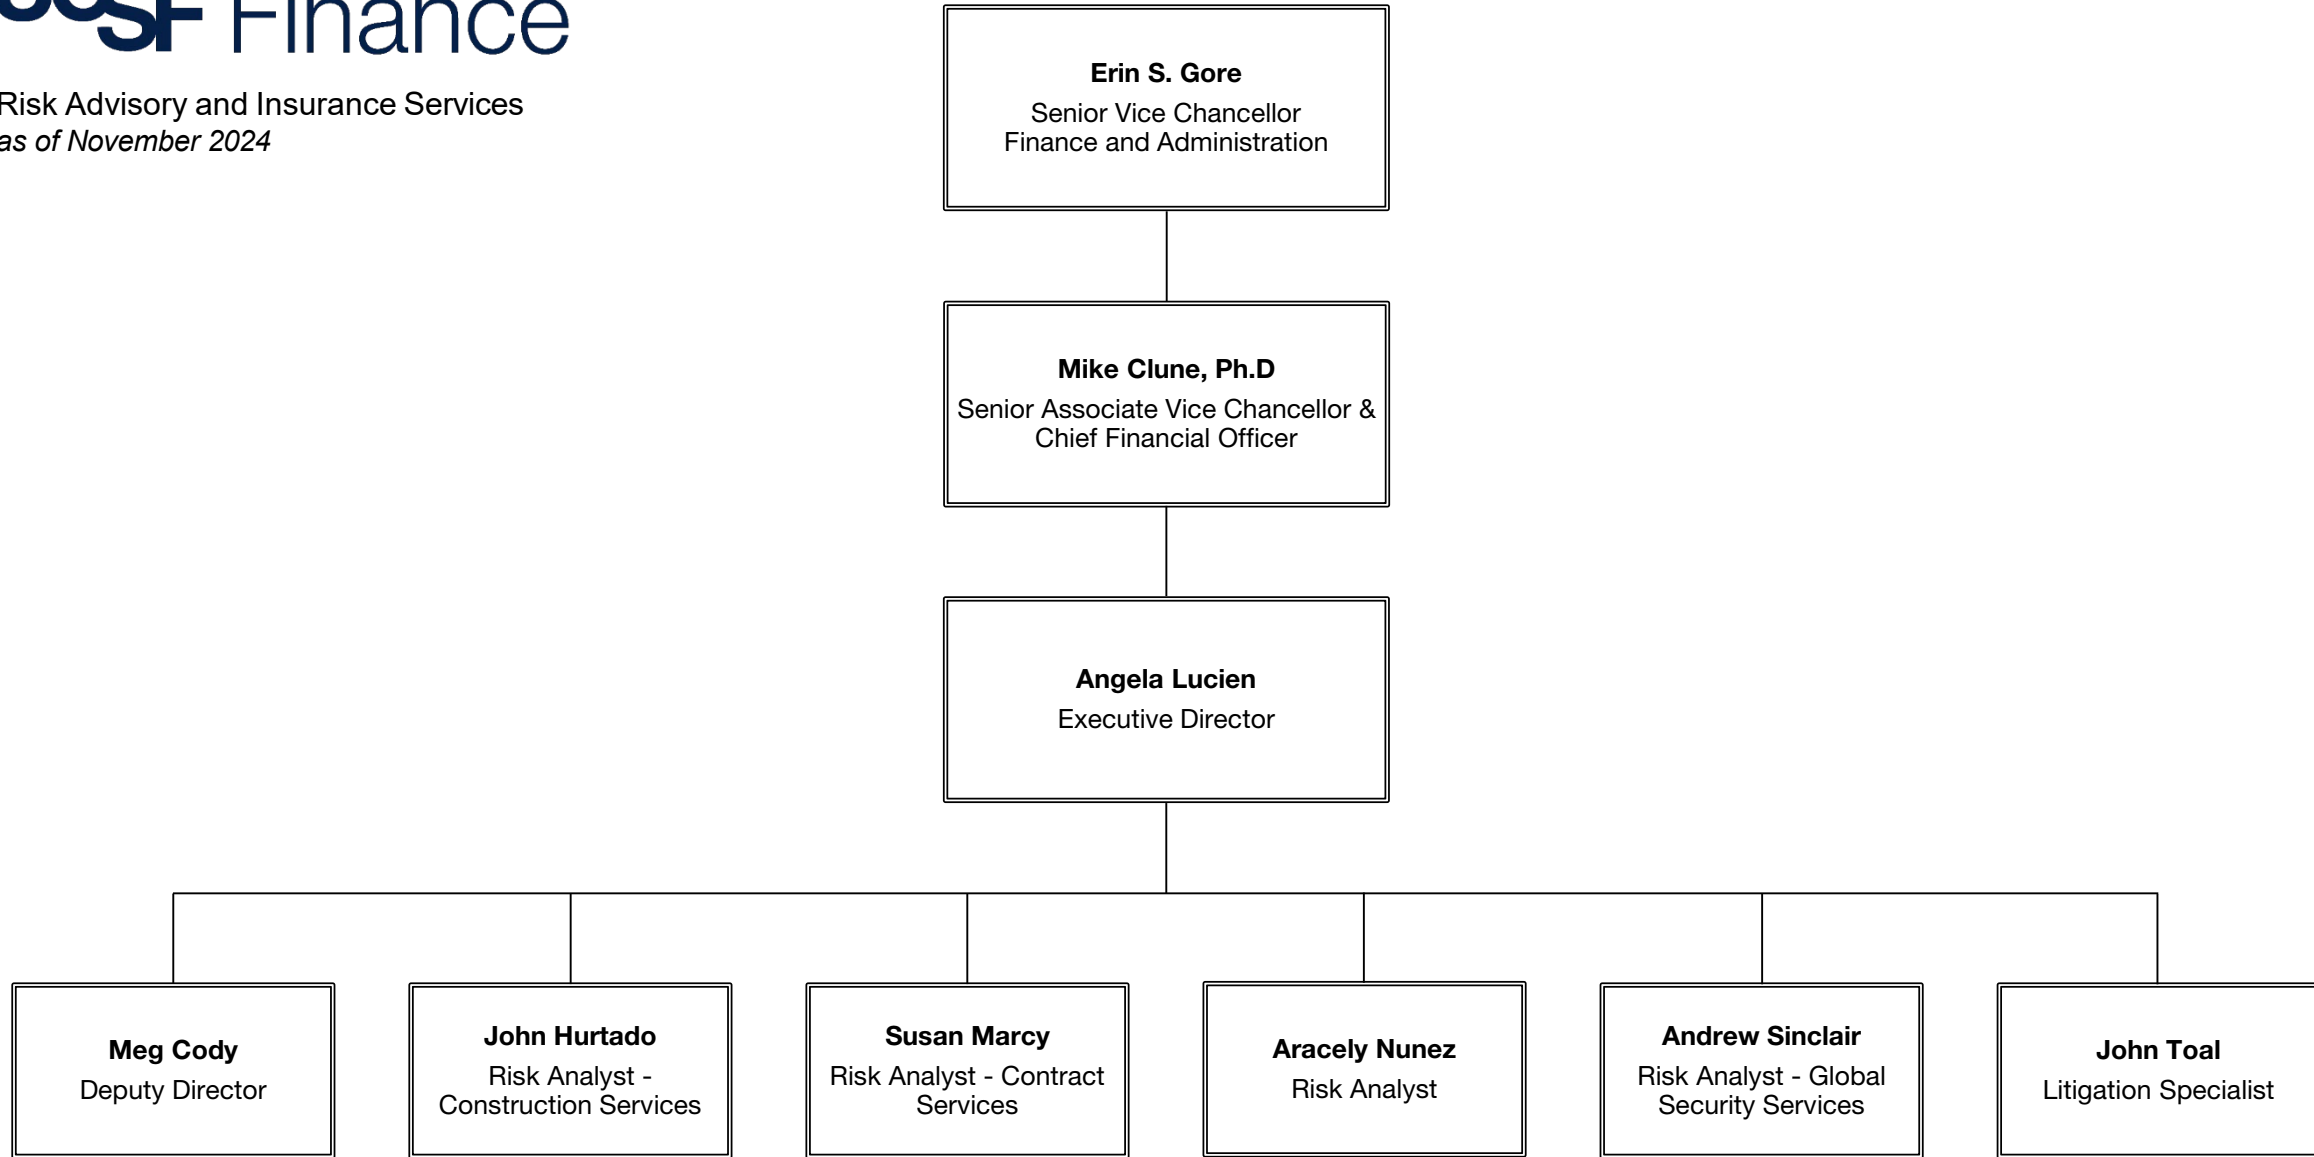 UCSF Finance
Risk Advisory and Insurance Services
as of November 2024
Erin S. Gore
Senior Vice Chancellor
Finance and Administration
Mike Clune, Ph.D
Senior Associate Vice Chancellor &
Chief Financial Officer
Angela Lucien
Executive Director
Meg Cody
Deputy Director
John Hurtado
Risk Analyst -
Construction Services
Susan Marcy
Risk Analyst - Contract
Services
Aracely Nunez
Risk Analyst
Andrew Sinclair
Risk Analyst - Global
Security Services
John Toal
Litigation Specialist